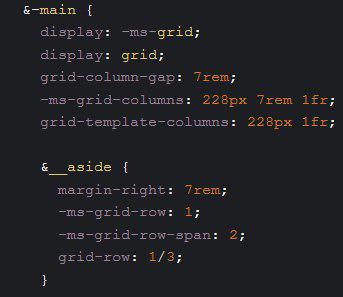 &-main {
display: -ms-grid;
display: grid;
grid-column-gap: 7rem;
-ms-grid-columns: 228px 7rem 1fr;
grid-template-columns: 228px 1fr;
&__aside {
margin-right: 7rem;
-ms-grid-row: 1;
-ms-grid-row-span: 2;
grid-row: 1/3;
}